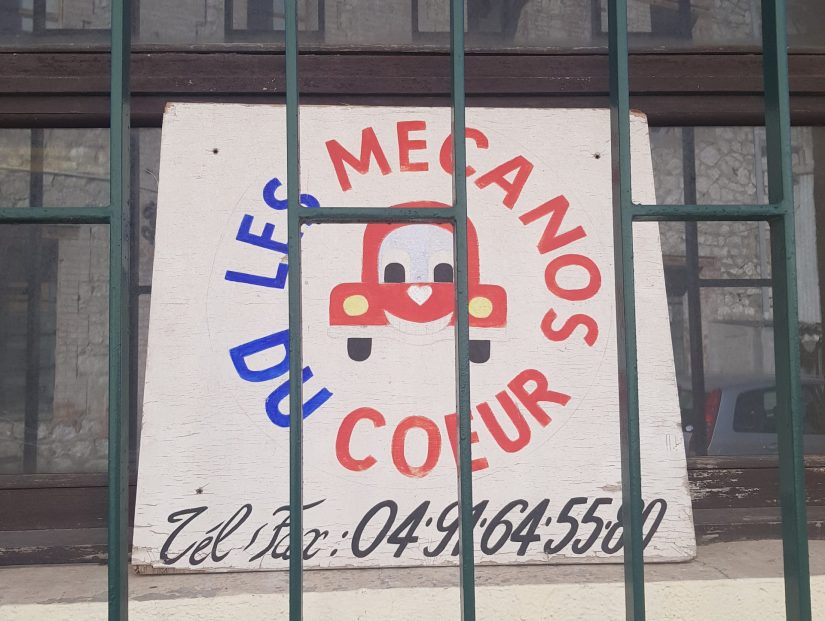 LES MECANOS
DU COEUR
Tél / Fax : 04.91.64.55.80